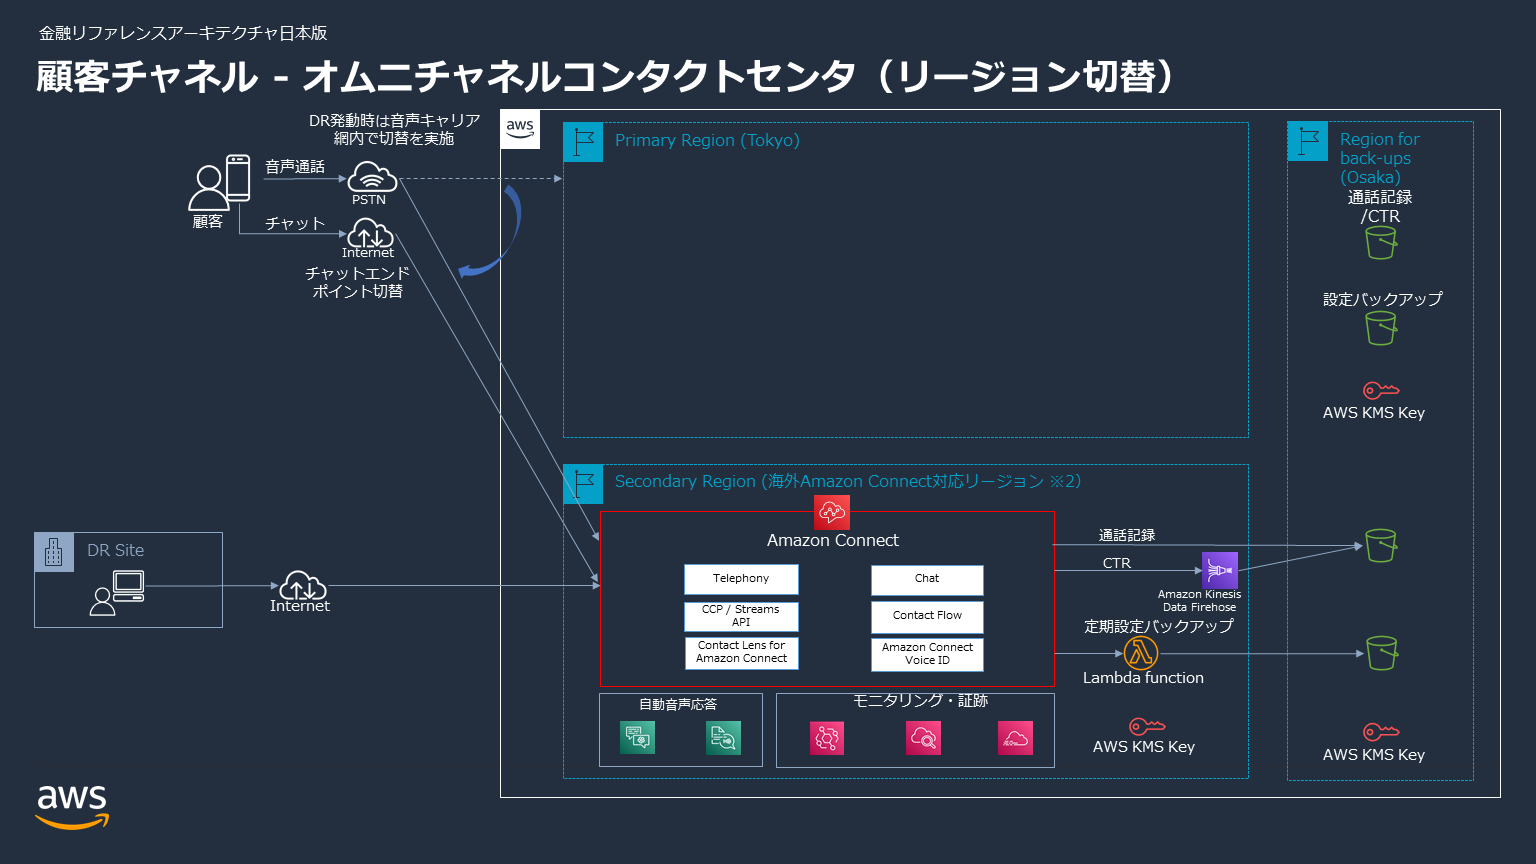 金融リファレンスアーキテクチャ日本版
顧客チャネル - オムニチャネルコンタクトセンタ（リージョン切替）
DR発動時は音声キャリア
網内で切替を実施
aws
Primary Region (Tokyo)
Region for
back-ups
(Osaka)
音声通話
PSTN
顧客
チャット
Internet
チャットエンド
ポイント切替
通話記録
/CTR
設定バックアップ
AWS KMS Key
Secondary Region (海外Amazon Connect対応リージョン ※2)
Amazon Connect
Telephony
Chat
CCP / Streams
API
Contact Flow
Contact Lens for
Amazon Connect
Amazon Connect
Voice ID
通話記録
CTR
Amazon Kinesis
Data Firehose
定期設定バックアップ
Lambda function
DR Site
Internet
自動音声応答
モニタリング・証跡
AWS KMS Key
AWS KMS Key
aws